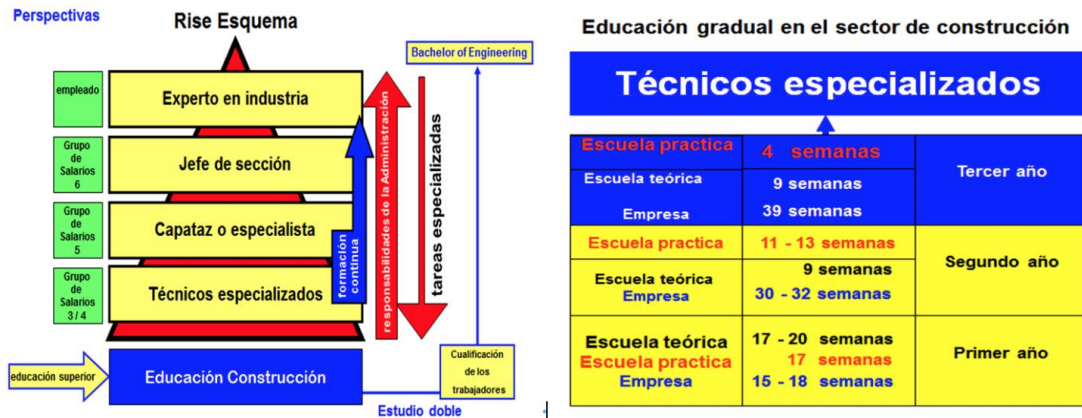 Perspectivas
Rise Esquema
Bachelor of Engineering
empleado
Experto en industria
Grupo
de
Salarios
6
Jefe de sección
Grupo
de
Salarios
5
Capataz o especialista
Grupo
de
Salarios
3 / 4
Técnicos especializados
formación
continua
responsabilidades de la Administración
tareas especializadas
educación superior
Educación Construcción
Cualificación
de los
trabajadores
Estudio doble
Educación gradual en el sector de construcción
Técnicos especializados
Escuela practica 4 semanas
Escuela teórica 9 semanas
Empresa 39 semanas
Tercer año
Escuela practica 11 - 13 semanas
Escuela teórica 9 semanas
Empresa 30 - 32 semanas
Segundo año
Escuela teórica 17 - 20 semanas
Escuela practica 17 semanas
Empresa 15 - 18 semanas
Primer año